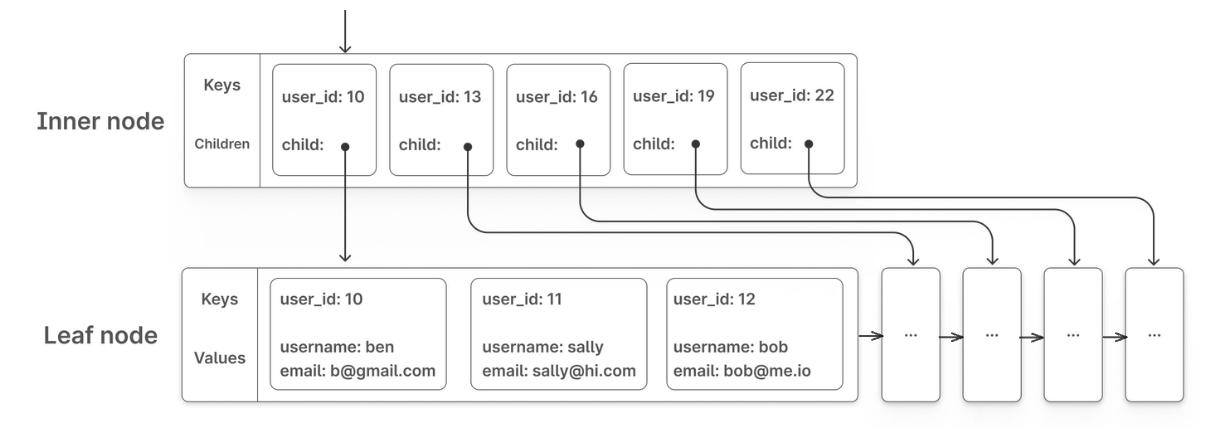 Inner node
Keys
Children
user_id: 10
child:
user_id: 13
child:
user_id: 16
child:
user_id: 19
child:
user_id: 22
child:
Leaf node
Keys
Values
user_id: 10
username: ben
email: b@gmail.com
user_id: 11
username: sally
email: sally@hi.com
user_id: 12
username: bob
email: bob@me.io
...
...
...
...